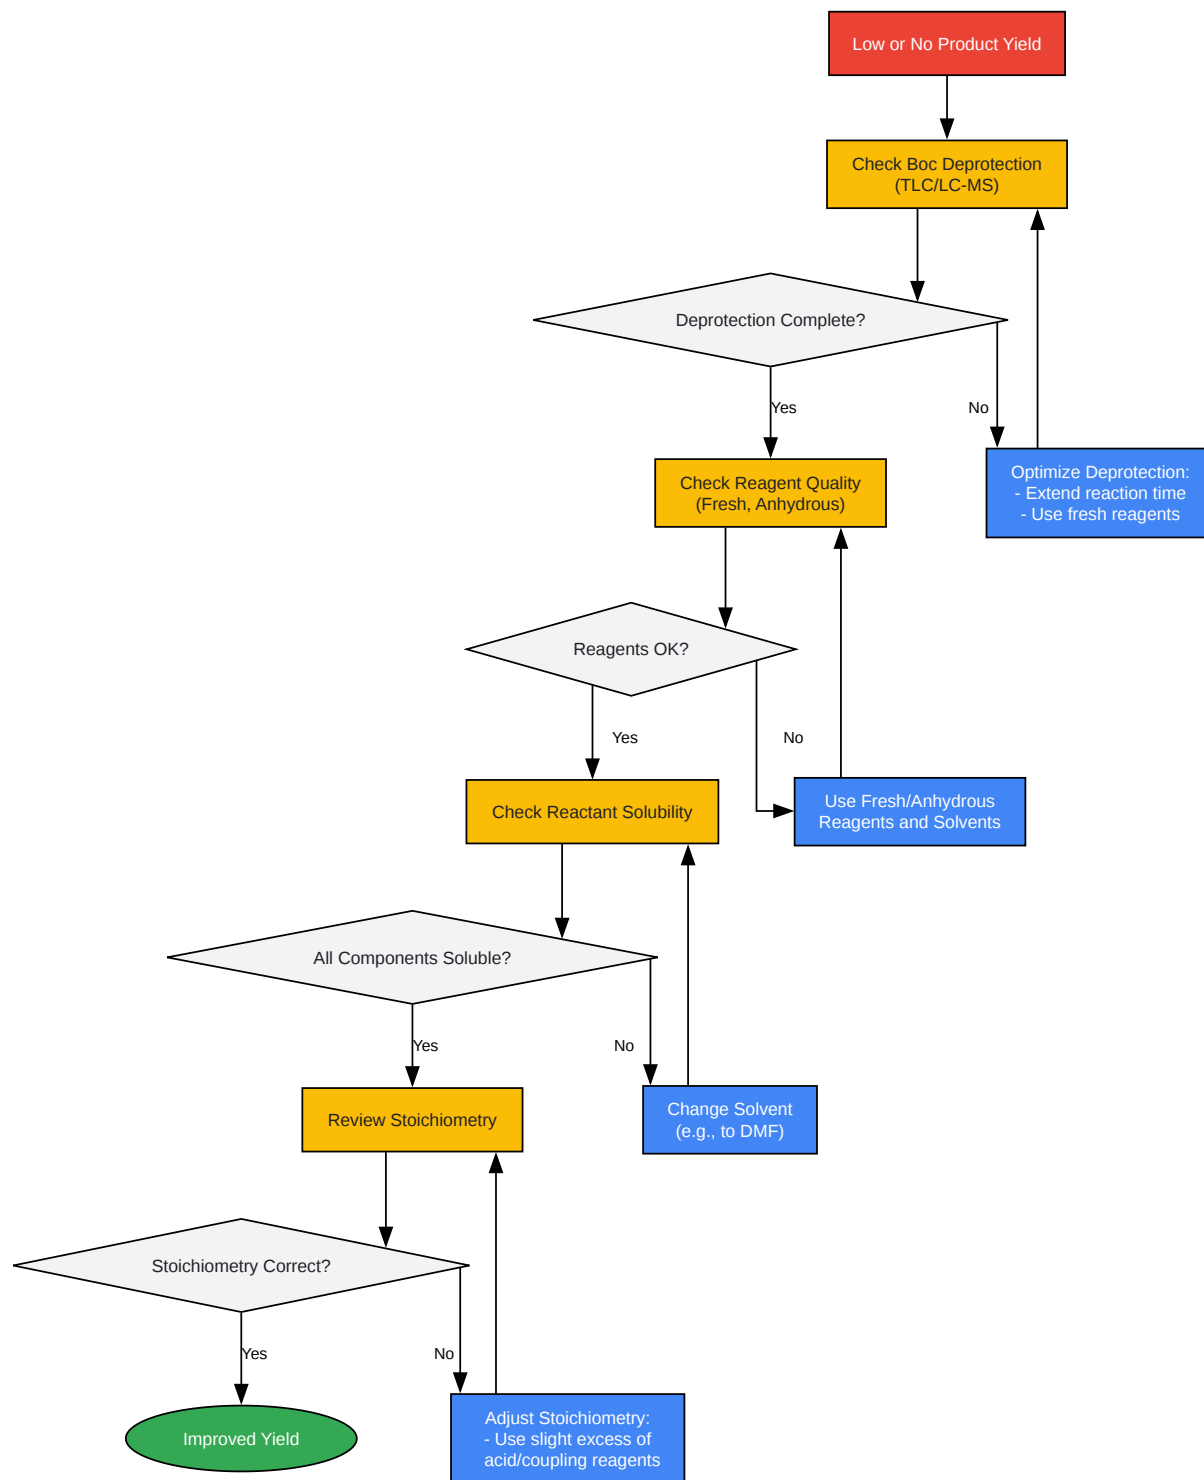 Low or No Product Yield
Check Boc Deprotection
(TLC/LC-MS)
Deprotection Complete?
Yes
No
Optimize Deprotection:
- Extend reaction time
- Use fresh reagents
Check Reagent Quality
(Fresh, Anhydrous)
Reagents OK?
Yes
No
Use Fresh/Anhydrous
Reagents and Solvents
Check Reactant Solubility
All Components Soluble?
Yes
No
Change Solvent
(e.g., to DMF)
Review Stoichiometry
Stoichiometry Correct?
Yes
No
Adjust Stoichiometry:
- Use slight excess of
acid/coupling reagents
Improved Yield